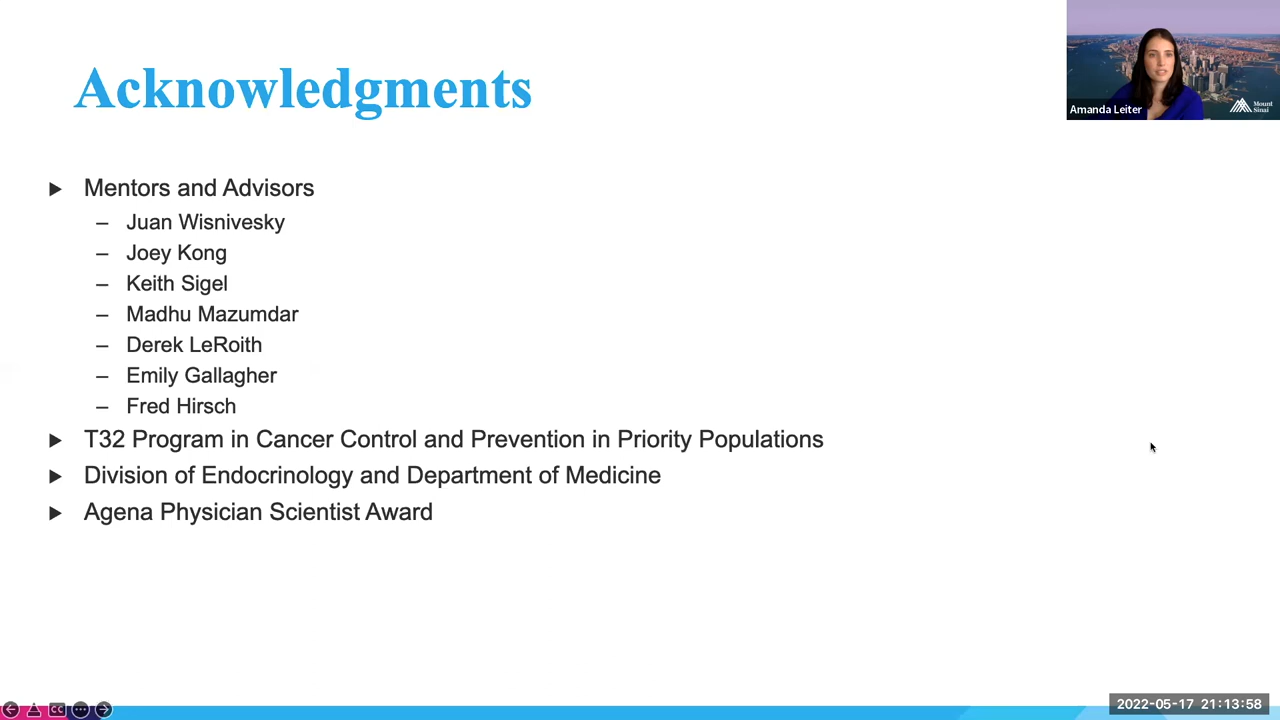 Acknowledgments
Amanda Leiter
Mount
Sinai
▶ Mentors and Advisors
– Juan Wisnivesky
– Joey Kong
– Keith Sigel
– Madhu Mazumdar
– Derek LeRoith
– Emily Gallagher
– Fred Hirsch
▶ T32 Program in Cancer Control and Prevention in Priority Populations
▶ Division of Endocrinology and Department of Medicine
▶ Agena Physician Scientist Award
CC
2022-05-17 21:13:58